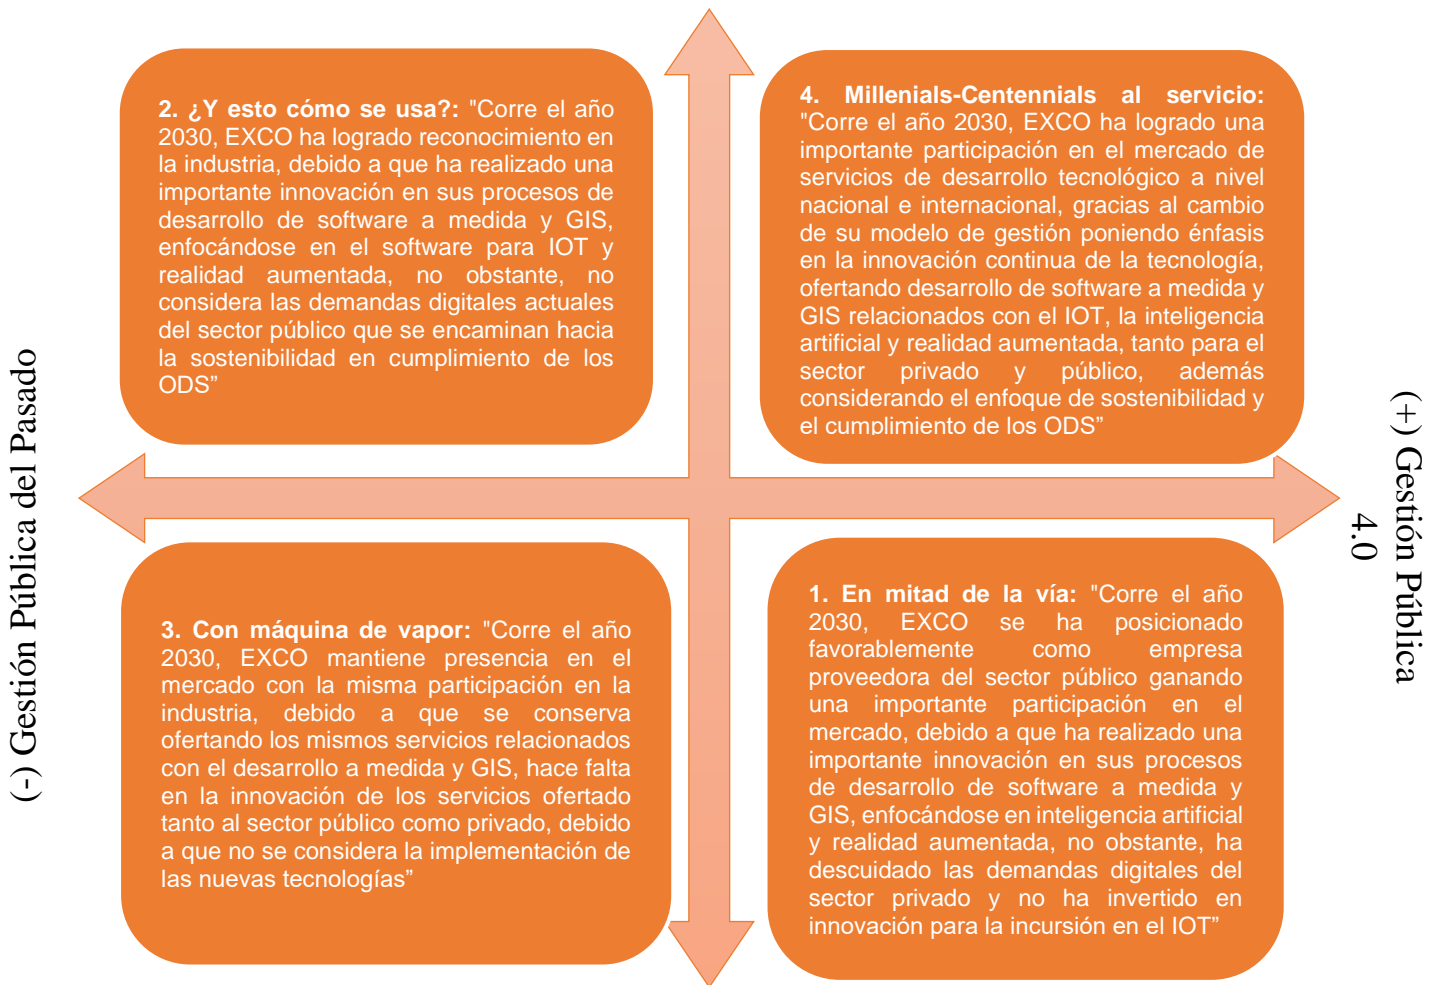 2. ¿Y esto cómo se usa?: "Corre el año
2030, EXCO ha logrado reconocimiento en
la industria, debido a que ha realizado una
importante innovación en sus procesos de
desarrollo de software a medida y GIS,
enfocándose en el software para IOT y
realidad aumentada, no obstante, no
considera las demandas digitales actuales
del sector público que se encaminan hacia
la sostenibilidad en cumplimiento de los
ODS”
4. Millenials-Centennials al servicio:
"Corre el año 2030, EXCO ha logrado una
importante participación en el mercado de
servicios de desarrollo tecnológico a nivel
nacional e internacional, gracias al cambio
de su modelo de gestión poniendo énfasis
en la innovación continua de la tecnología,
ofertando desarrollo de software a medida y
GIS relacionados con el IOT, la inteligencia
artificial y realidad aumentada, tanto para el
sector privado y público, además
considerando el enfoque de sostenibilidad y
el cumplimiento de los ODS”
(-) Gestión Pública del Pasado
(+) Gestión Pública
4.0
3. Con máquina de vapor: "Corre el año
2030, EXCO mantiene presencia en el
mercado con la misma participación en la
industria, debido a que se conserva
ofertando los mismos servicios relacionados
con el desarrollo a medida y GIS, hace falta
en la innovación de los servicios ofertado
tanto al sector público como privado, debido
a que no se considera la implementación de
las nuevas tecnologías”
1. En mitad de la vía: "Corre el año
2030, EXCO se ha posicionado
favorablemente como empresa
proveedora del sector público ganando
una importante participación en el
mercado, debido a que ha realizado una
importante innovación en sus procesos
de desarrollo de software a medida y
GIS, enfocándose en inteligencia artificial
y realidad aumentada, no obstante, ha
descuidado las demandas digitales del
sector privado y no ha invertido en
innovación para la incursión en el IOT”